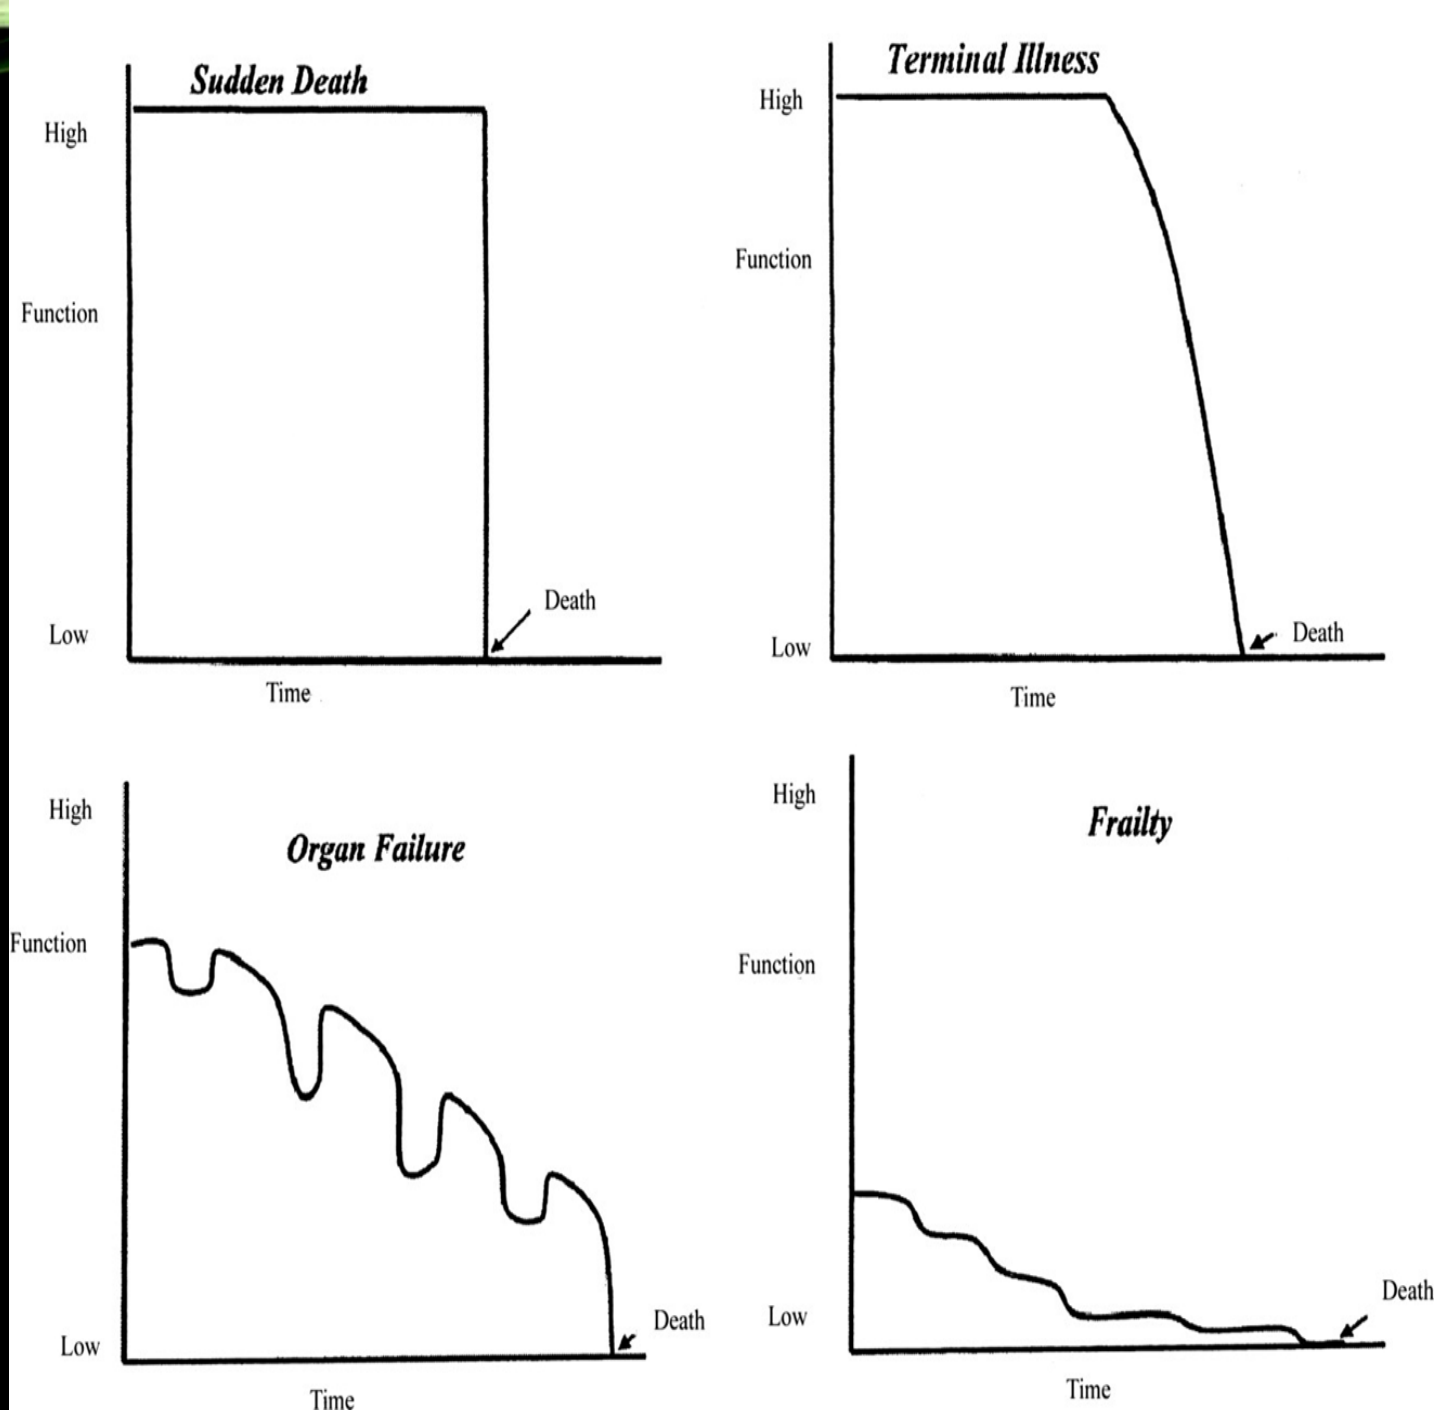 Sudden Death
High
Function
Low
Death
Time
Terminal Illness
High
Function
Low
Death
Time
High
Organ Failure
Function
Low
Death
Time
High
Frailty
Function
Low
Death
Time